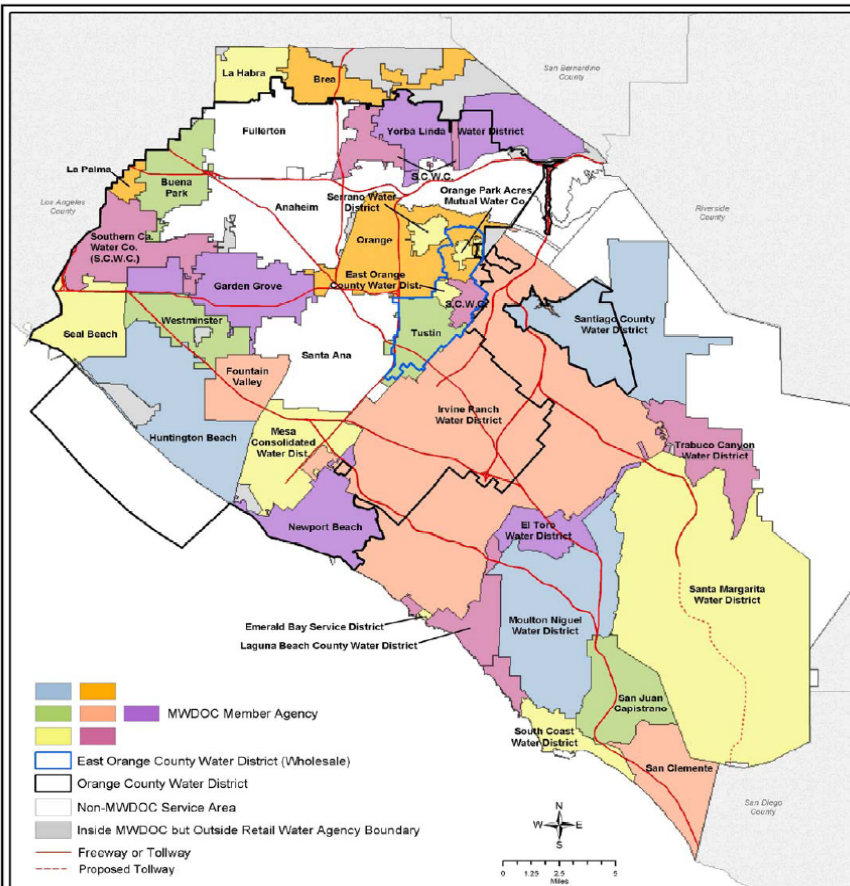 San Bernardino
County
La Habra
Brea
Fullerton
Yorba Linda
Water District
La Palma
Buena
Park
S.C.W.C.
Orange Park Acres
Mutual Water Co.
Serrano Water
District
Anaheim
Los Angeles
County
Riverside
County
Southern Ca.
Water Co.
(S.C.W.C.)
Orange
East Orange
County Water Dist.
Garden Grove
S.C.W.C.
Santiago County
Water District
Seal Beach
Westminster
Tustin
Santa Ana
Fountain
Valley
Irvine Ranch
Water District
Huntington Beach
Mesa
Consolidated
Water Dist.
Trabuco Canyon
Water District
Newport Beach
El Toro
Water District
Santa Margarita
Water District
Emerald Bay Service District
Moulton Niguel
Water District
Laguna Beach County Water District
San Juan
Capistrano
South Coast
Water District
San Clemente
San Diego
County
MWDOC Member Agency
East Orange County Water District (Wholesale)
Orange County Water District
Non-MWDOC Service Area
Inside MWDOC but Outside Retail Water Agency Boundary
Freeway or Tollway
Proposed Tollway
N
W E
S
0 1.25 2.5 5
Miles